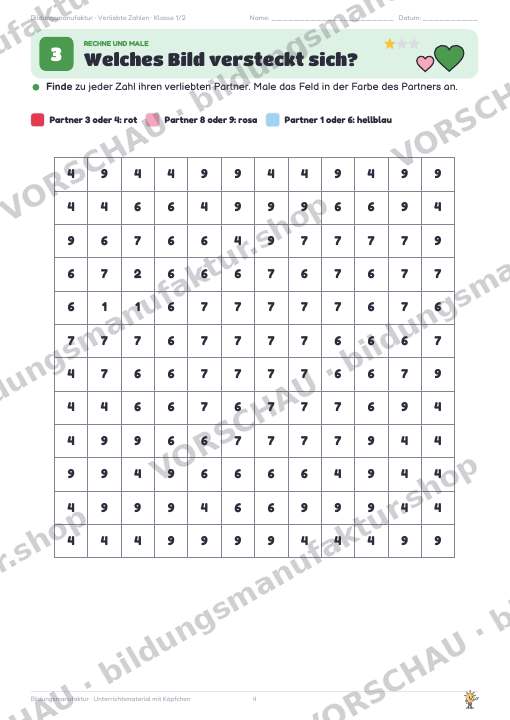 Bildungsmanufaktur · Verliebte Zahlen · Klasse 1/2 Name: Datum:
3
RECHNE UND MALE
Welches Bild versteckt sich?
Finde zu jeder Zahl ihren verliebten Partner. Male das Feld in der Farbe des Partners an.
Partner 3 oder 4: rot Partner 8 oder 9: rosa Partner 1 oder 6: hellblau
4 9 4 4 9 9 4 4 9 4 9 9
4 4 6 6 4 9 9 9 6 6 9 4
9 6 7 6 6 4 9 7 7 7 7 9
6 7 2 6 6 6 7 6 7 6 7 7
6 1 1 6 7 7 7 7 7 6 7 6
7 7 7 6 7 7 7 7 6 6 6 7
4 7 6 6 7 7 7 7 6 6 7 9
4 4 6 6 7 6 7 7 7 6 9 4
4 9 9 6 6 7 7 7 7 9 4 4
9 9 4 9 6 6 6 6 4 9 4 4
4 9 9 9 4 6 6 9 9 9 4 4
4 4 4 9 9 9 9 4 4 4 9 9
VORSCHAU · bildungsmanufaktur.shop
Bildungsmanufaktur · Unterrichtsmaterial mit Köpfchen 4